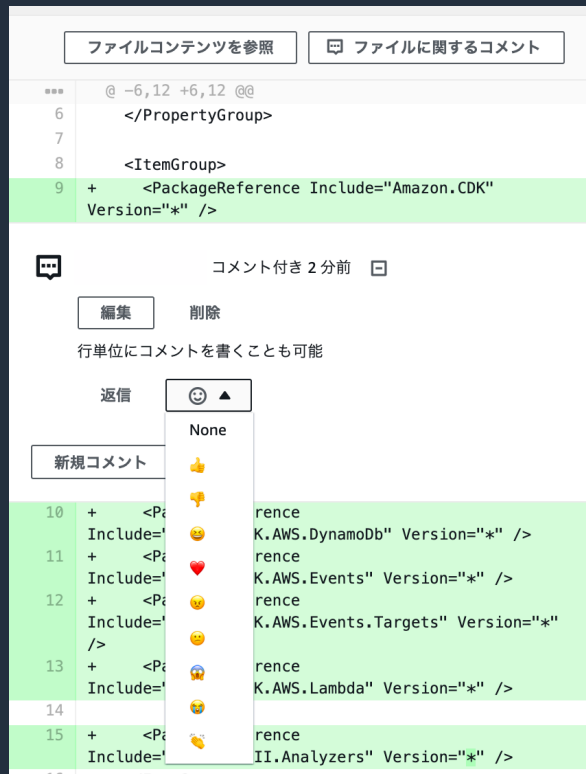 ファイルコンテンツを参照 ファイルに関するコメント
@ -6,12 +6,12 @@
6 </PropertyGroup>
7
8 <ItemGroup>
9 + <PackageReference Include="Amazon.CDK"
Version="*" />
コメント付き 2 分前
編集 削除
行単位にコメントを書くことも可能
返信
None
新規コメント
10 + <Pa rence
Include=" K.AWS.DynamoDb" Version="*" />
11 + <Pa rence
Include=" K.AWS.Events" Version="*" />
12 + <Pa rence
Include=" K.AWS.Events.Targets" Version="*"
/>
13 + <Pa rence
Include=" K.AWS.Lambda" Version="*" />
14
15 + <Pa rence
Include=" II.Analyzers" Version="*" />